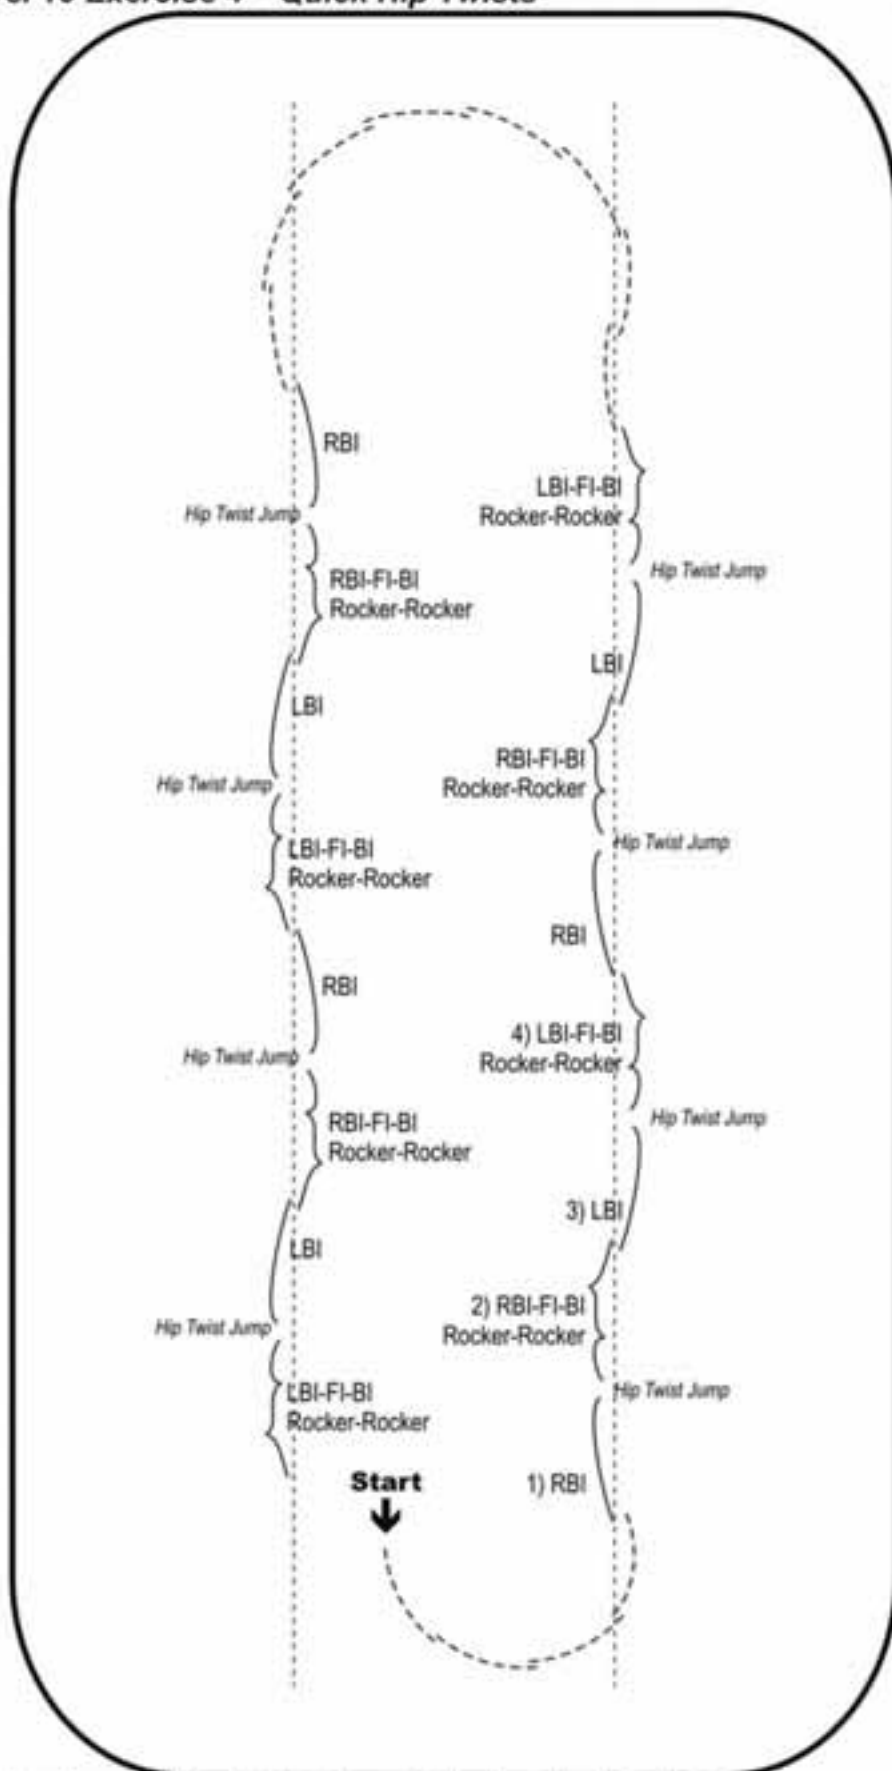 Exercise 1 - Quick Hip Twists
RBI
Hip Twist Jump
RBI-FI-BI
Rocker-Rocker
LBI
Hip Twist Jump
LBI-FI-BI
Rocker-Rocker
RBI
Hip Twist Jump
RBI-FI-BI
Rocker-Rocker
LBI
Hip Twist Jump
LBI-FI-BI
Rocker-Rocker
Start
LBI-FI-BI
Rocker-Rocker
Hip Twist Jump
LBI
RBI-FI-BI
Rocker-Rocker
Hip Twist Jump
RBI
4) LBI-FI-BI
Rocker-Rocker
Hip Twist Jump
3) LBI
2) RBI-FI-BI
Rocker-Rocker
Hip Twist Jump
1) RBI